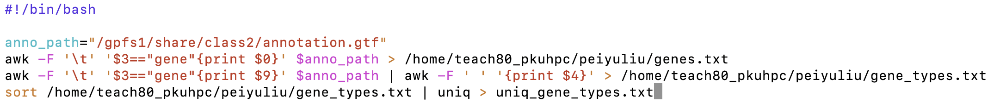 #!/bin/bash
anno_path="/gpfs1/share/class2/annotation.gtf"
awk -F '\t' '$3=="gene"{print $0}' $anno_path > /home/teach80_pkuhpc/peiyuliu/genes.txt
awk -F '\t' '$3=="gene"{print $9}' $anno_path | awk -F ' ' '{print $4}' > /home/teach80_pkuhpc/peiyuliu/gene_types.txt
sort /home/teach80_pkuhpc/peiyuliu/gene_types.txt | uniq > uniq_gene_types.txt